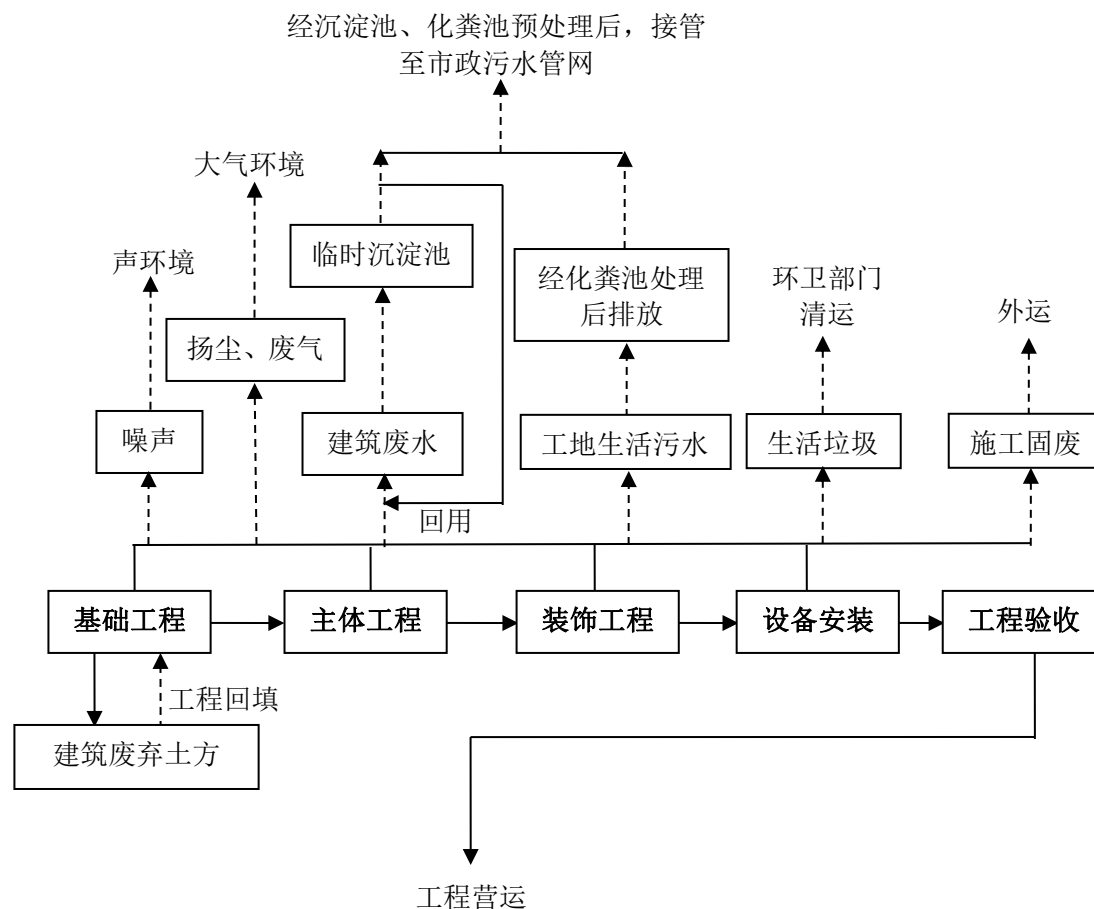 经沉淀池、化粪池预处理后，接管
至市政污水管网
大气环境
声环境
临时沉淀池
经化粪池处理
后排放
环卫部门
清运
外运
扬尘、废气
噪声
建筑废水
工地生活污水
生活垃圾
施工固废
回用
基础工程
主体工程
装饰工程
设备安装
工程验收
工程回填
建筑废弃土方
工程营运